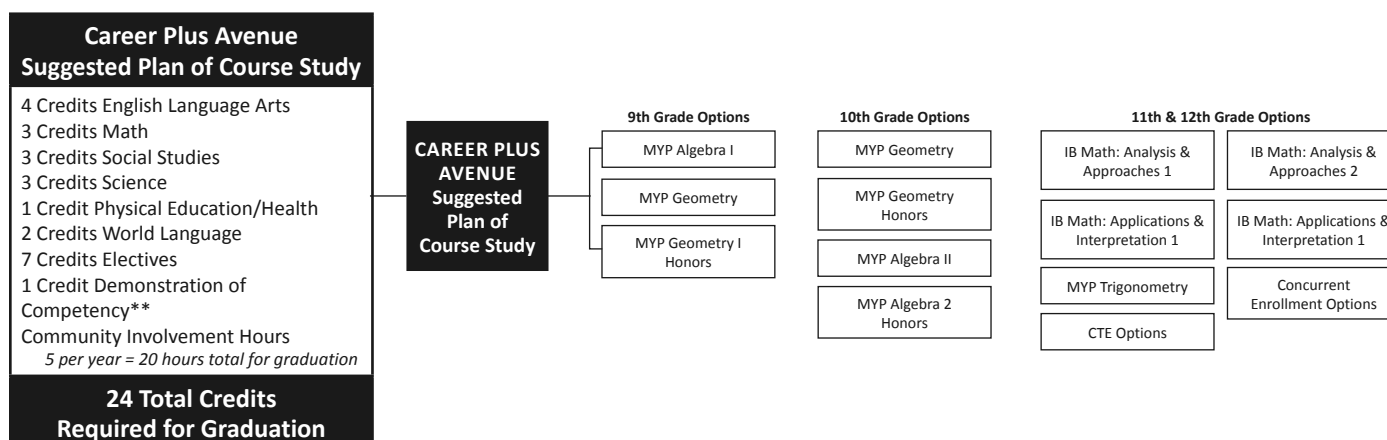 Career Plus Avenue
Suggested Plan of Course Study
4 Credits English Language Arts
3 Credits Math
3 Credits Social Studies
3 Credits Science
1 Credit Physical Education/Health
2 Credits World Language
7 Credits Electives
1 Credit Demonstration of
Competency**
Community Involvement Hours
5 per year = 20 hours total for graduation
24 Total Credits
Required for Graduation
CAREER PLUS
AVENUE
Suggested
Plan of
Course Study
9th Grade Options
MYP Algebra I
MYP Geometry
MYP Geometry I
Honors
10th Grade Options
MYP Geometry
MYP Geometry
Honors
MYP Algebra II
MYP Algebra 2
Honors
11th & 12th Grade Options
IB Math: Analysis &
Approaches 1
IB Math: Analysis &
Approaches 2
IB Math: Applications &
Interpretation 1
IB Math: Applications &
Interpretation 1
MYP Trigonometry
Concurrent
Enrollment Options
CTE Options